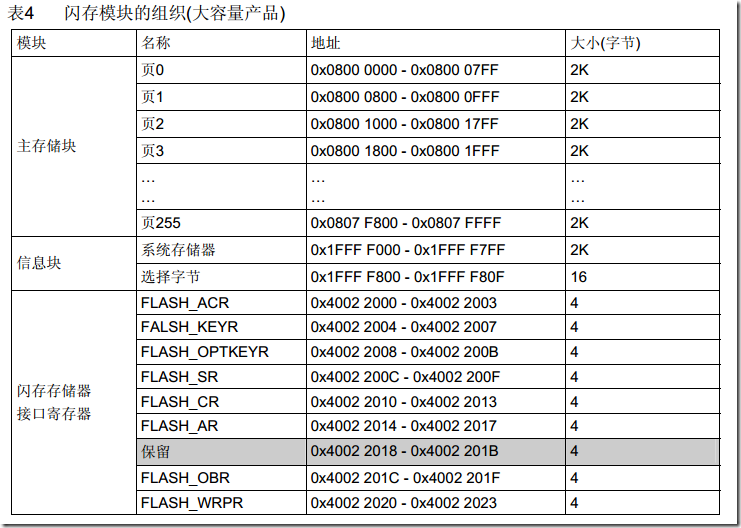 表4 闪存模块的组织(大容量产品)
模块 名称 地址 大小(字节)
主存储块
页0 0x0800 0000 - 0x0800 07FF 2K
页1 0x0800 0800 - 0x0800 0FFF 2K
页2 0x0800 1000 - 0x0800 17FF 2K
页3 0x0800 1800 - 0x0800 1FFF 2K
… … …
… … …
页255 0x0807 F800 - 0x0807 FFFF 2K
信息块
系统存储器 0x1FFF F000 - 0x1FFF F7FF 2K
选择字节 0x1FFF F800 - 0x1FFF F80F 16
闪存存储器
接口寄存器
FLASH_ACR 0x4002 2000 - 0x4002 2003 4
FALSH_KEYR 0x4002 2004 - 0x4002 2007 4
FLASH_OPTKEYR 0x4002 2008 - 0x4002 200B 4
FLASH_SR 0x4002 200C - 0x4002 200F 4
FLASH_CR 0x4002 2010 - 0x4002 2013 4
FLASH_AR 0x4002 2014 - 0x4002 2017 4
保留 0x4002 2018 - 0x4002 201B 4
FLASH_OBR 0x4002 201C - 0x4002 201F 4
FLASH_WRPR 0x4002 2020 - 0x4002 2023 4